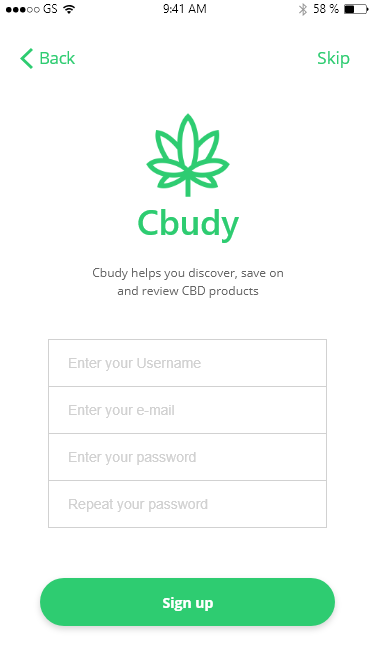 GS 9:41 AM 58 %
Back Skip
Cbudy
Cbudy helps you discover, save on
and review CBD products
Enter your Username
Enter your e-mail
Enter your password
Repeat your password
Sign up